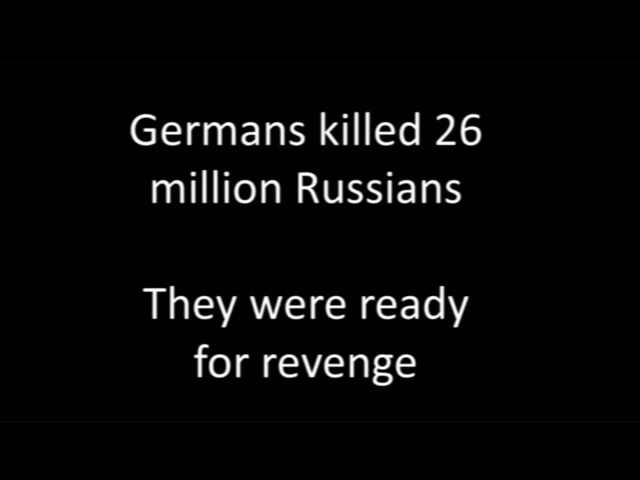 Germans killed 26
million Russians
They were ready
for revenge